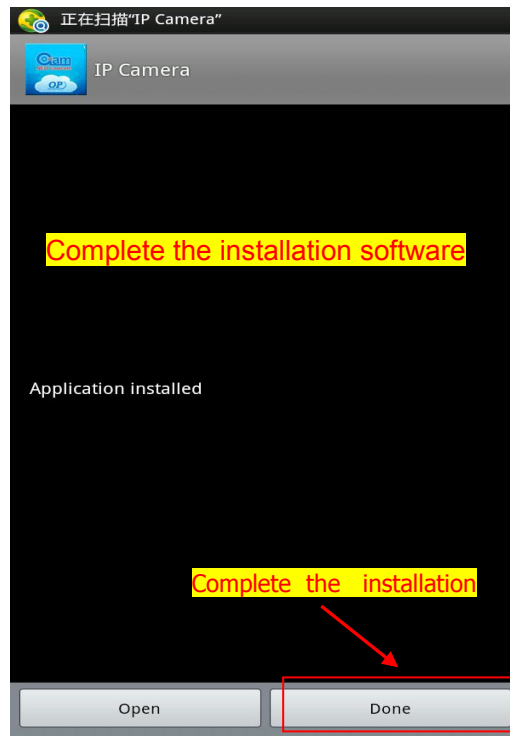 正在扫描“IP Camera”
IP Camera
OP
Complete the installation software
Application installed
Complete the installation
Open
Done